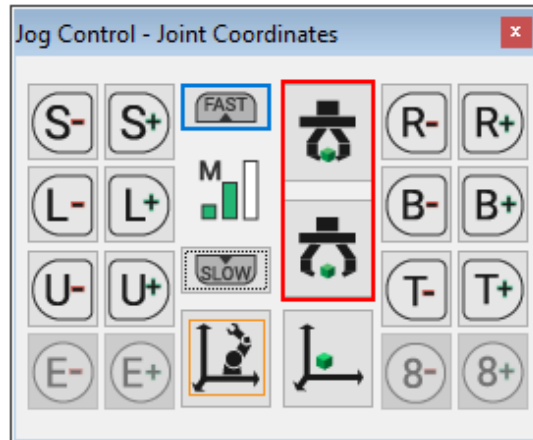 Jog Control - Joint Coordinates x
S- S+ FAST R- R+
M
L- L+ B- B+
U- U+ SLOW T- T+
E- E+ 8- 8+